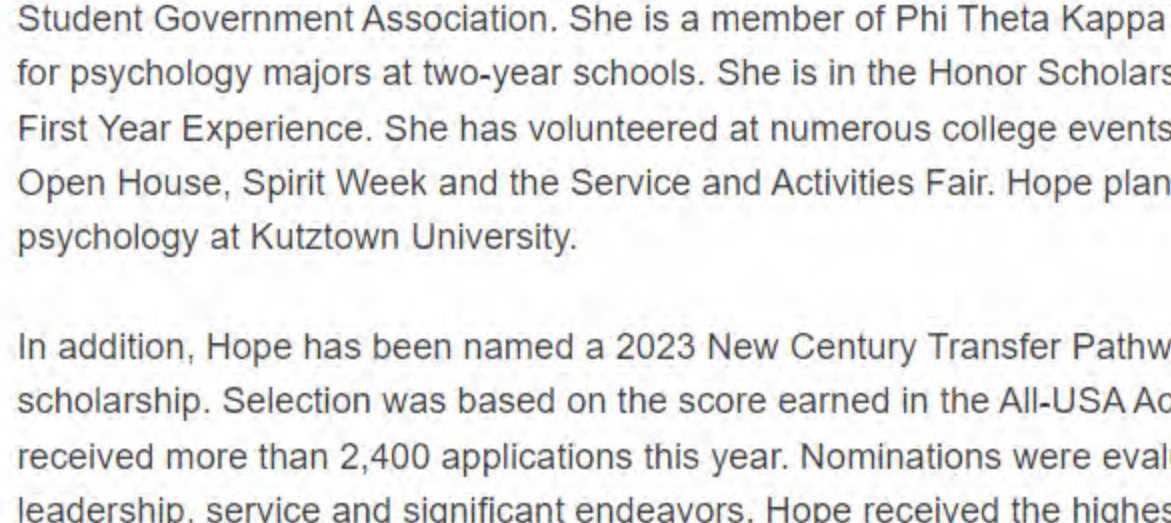 Student Government Association. She is a member of Phi Theta Kappa
for psychology majors at two-year schools. She is in the Honor Scholars
First Year Experience. She has volunteered at numerous college events
Open House, Spirit Week and the Service and Activities Fair. Hope plan
psychology at Kutztown University.
In addition, Hope has been named a 2023 New Century Transfer Pathw
scholarship. Selection was based on the score earned in the All-USA Ac
received more than 2,400 applications this year. Nominations were evalu
leadership, service and significant endeavors. Hope received the highes